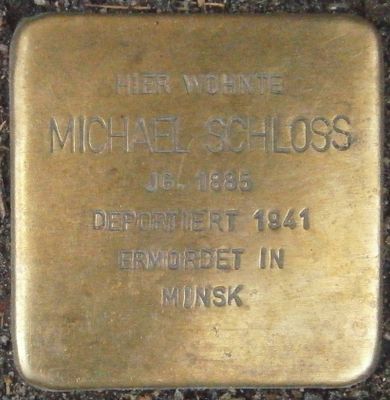 HIER WOHNTE
MICHAEL SCHLOSS
JG. 1885
DEPORTIERT 1941
ERMORDET IN
MINSK